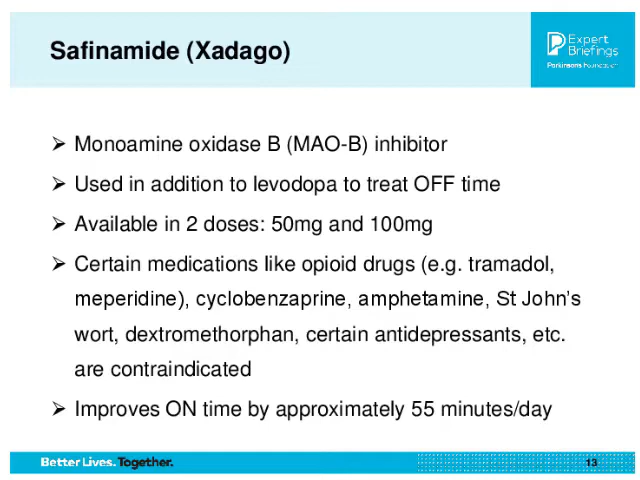 Safinamide (Xadago)
Expert
Briefings
Parkinson's Foundation
➢ Monoamine oxidase B (MAO-B) inhibitor
➢ Used in addition to levodopa to treat OFF time
➢ Available in 2 doses: 50mg and 100mg
➢ Certain medications like opioid drugs (e.g. tramadol,
meperidine), cyclobenzaprine, amphetamine, St John's
wort, dextromethorphan, certain antidepressants, etc.
are contraindicated
➢ Improves ON time by approximately 55 minutes/day
Better Lives. Together.
13